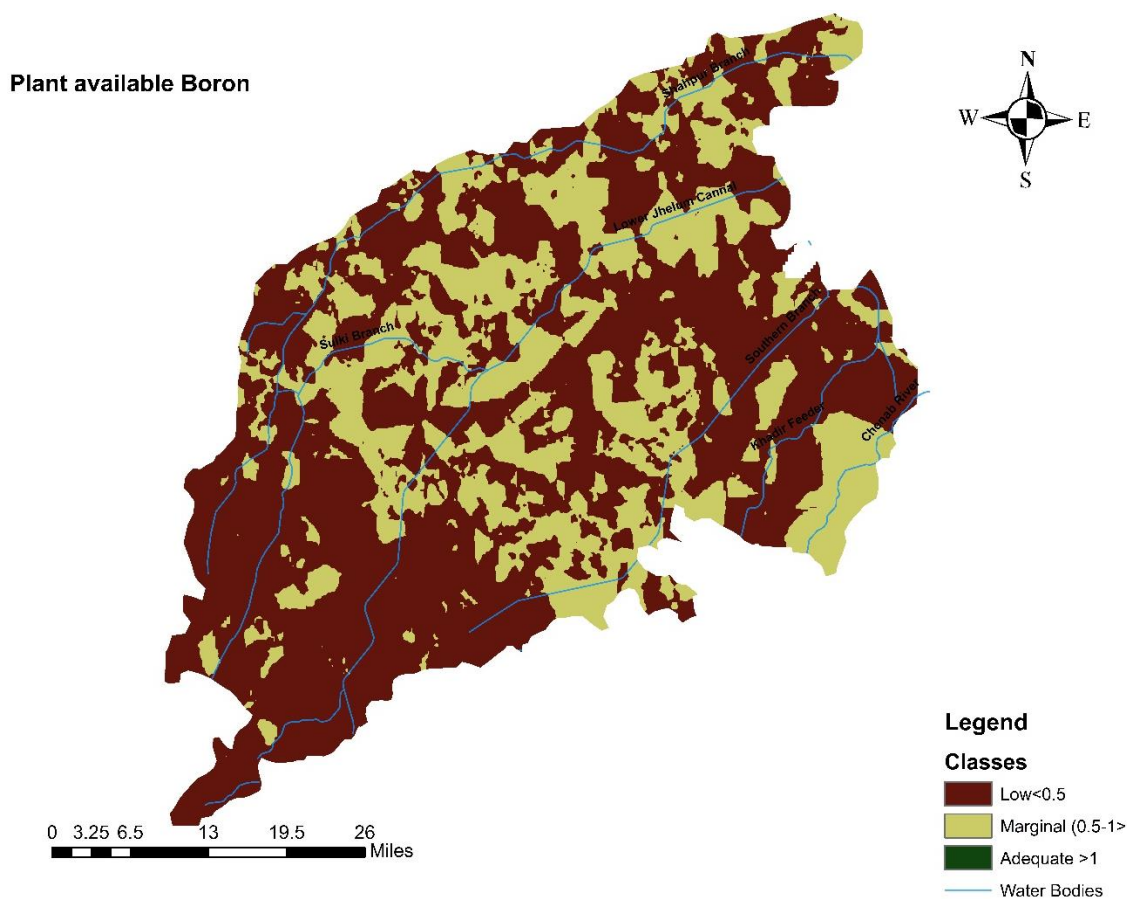 Plant available Boron
N
W
E
S
Shahpur Branch
Lower Jhelum Cannal
Sulki Branch
Southern Branch
Khadir Feeder
Chenab River
Legend
Classes
Low<0.5
Marginal (0.5-1>
Adequate >1
Water Bodies
0 3.25 6.5 13 19.5 26
Miles